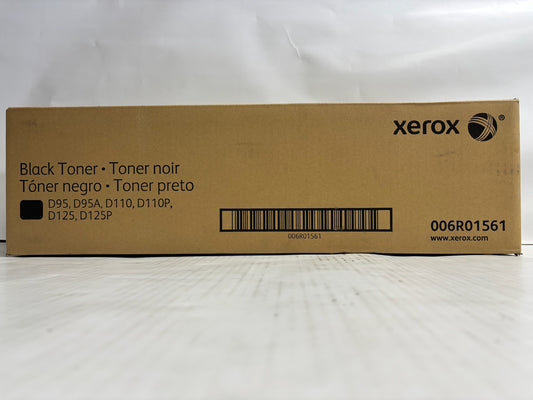 xerox ®
Black Toner • Toner noir
Tóner negro • Toner preto
D95, D95A, D110, D110P,
D125, D125P
006R01561
006R01561
www.xerox.com